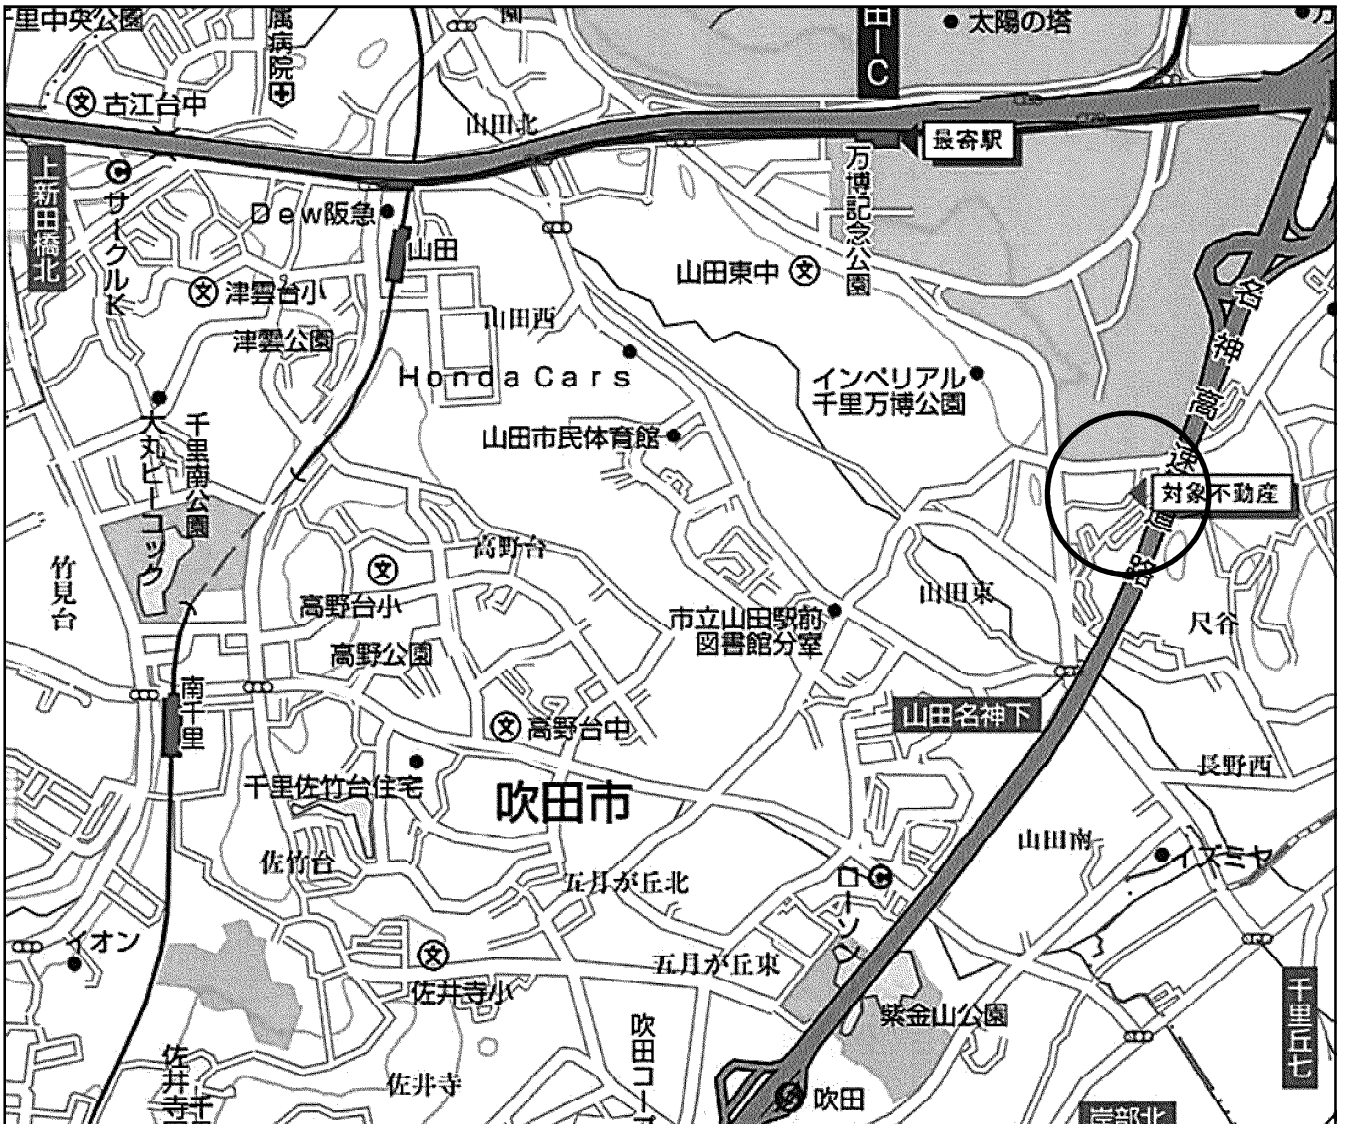 里中央公園
属病院
園
田IC
太陽の塔
万
古江台中
山田北
最寄駅
万博記念公園
上新田橋北
サークルK
Dew阪急
山田
山田東中
津雲台小
津雲公園
山田西
Honda Cars
インペリアル
千里万博公園
名神高速道路
大丸ピーコック
千里南公園
山田市民体育館
対象不動産
竹見台
高野台
高野台小
高野公園
山田東
市立山田駅前
図書館分室
尺谷
南千里
高野台中
山田名神下
長野西
千里佐竹台住宅
吹田市
佐竹台
山田南
イズミヤ
五月が丘北
ローソン
イオン
五月が丘東
佐井寺小
紫金山公園
千里丘七
吹田コープ
佐井寺
佐井寺
千
吹田
岸部北